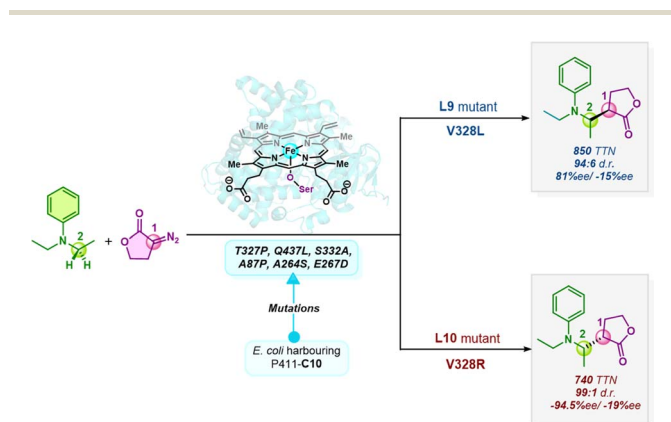 2
N
H H
+
O
O
1
N₂
Me
Me
Me
Me
N
N
N
N
Fe
O
Ser
⊖O
O
O
O⊖
T327P, Q437L, S332A,
A87P, A264S, E267D
Mutations
E. coli harbouring
P411-C10
L9 mutant
V328L
N
2
1
O
O
850 TTN
94:6 d.r.
81%ee/ -15%ee
L10 mutant
V328R
N
2
1
O
O
740 TTN
99:1 d.r.
-94.5%ee/ -19%ee